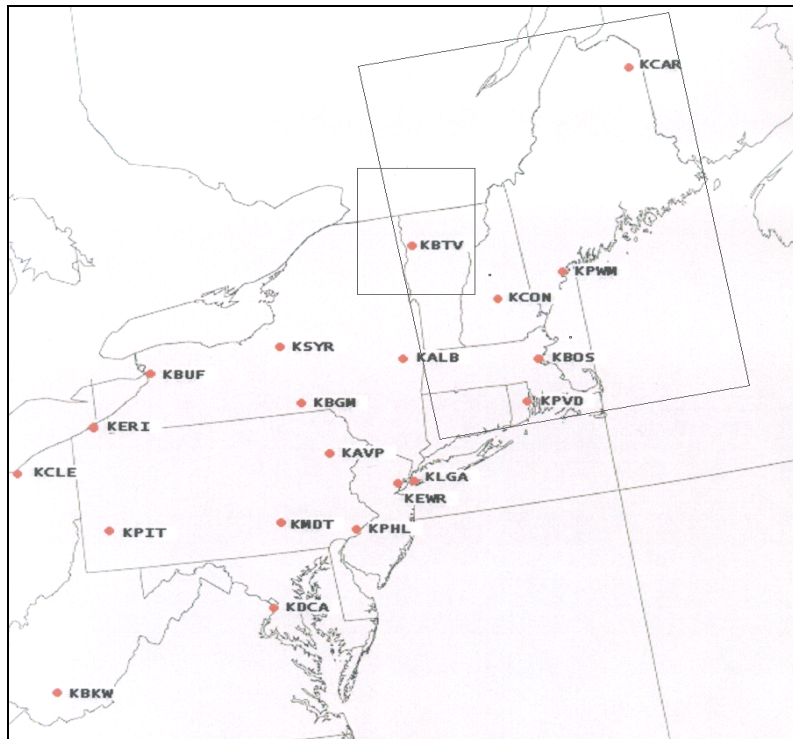 KCAR
KBTV
KPWM
KCON
KSYR
KALB
KBOS
KBUF
KBGM
KPVD
KERI
KAVP
KCLE
KLGA
KEWR
KPIT
KMDT
KPHL
KDCA
KBKW